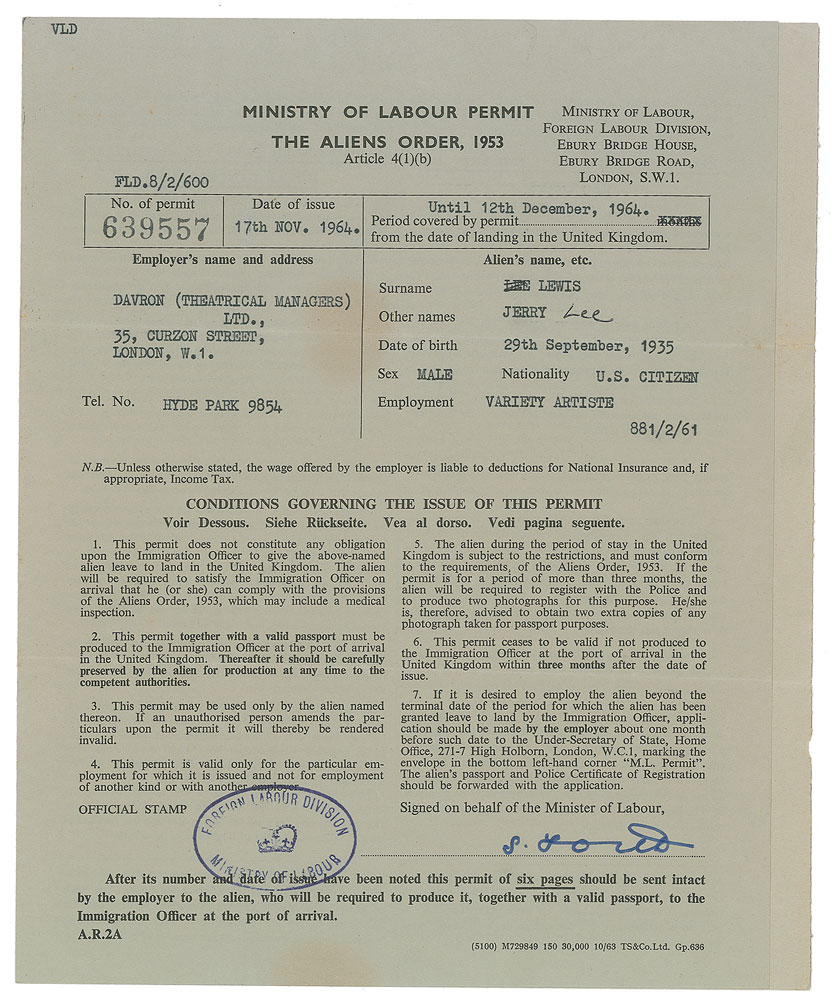 VLD
MINISTRY OF LABOUR PERMIT
THE ALIENS ORDER, 1953
Article 4(1)(b)
MINISTRY OF LABOUR,
FOREIGN LABOUR DIVISION,
EBURY BRIDGE HOUSE,
EBURY BRIDGE ROAD,
LONDON, S.W.1.
FLD.8/2/600
No. of permit
639557
Date of issue
17th NOV. 1964.
Until 12th December, 1964.
Period covered by permit months
from the date of landing in the United Kingdom.
Employer's name and address
DAVRON (THEATRICAL MANAGERS)
LTD.,
35, CURZON STREET,
LONDON, W.1.
Tel. No. HYDE PARK 9854
Alien's name, etc.
Surname LEE LEWIS
Other names JERRY Lee
Date of birth 29th September, 1935
Sex MALE Nationality U.S. CITIZEN
Employment VARIETY ARTISTE
881/2/61
N.B.—Unless otherwise stated, the wage offered by the employer is liable to deductions for National Insurance and, if
appropriate, Income Tax.
CONDITIONS GOVERNING THE ISSUE OF THIS PERMIT
Voir Dessous. Siehe Rückseite. Vea al dorso. Vedi pagina seguente.
1. This permit does not constitute any obligation
upon the Immigration Officer to give the above-named
alien leave to land in the United Kingdom. The alien
will be required to satisfy the Immigration Officer on
arrival that he (or she) can comply with the provisions
of the Aliens Order, 1953, which may include a medical
inspection.
2. This permit together with a valid passport must be
produced to the Immigration Officer at the port of arrival
in the United Kingdom. Thereafter it should be carefully
preserved by the alien for production at any time to the
competent authorities.
3. This permit may be used only by the alien named
thereon. If an unauthorised person amends the par-
ticulars upon the permit it will thereby be rendered
invalid.
4. This permit is valid only for the particular em-
ployment for which it is issued and not for employment
of another kind or with another employer.
5. The alien during the period of stay in the United
Kingdom is subject to the restrictions, and must conform
to the requirements, of the Aliens Order, 1953. If the
permit is for a period of more than three months, the
alien will be required to register with the Police and
to produce two photographs for this purpose. He/she
is, therefore, advised to obtain two extra copies of any
photograph taken for passport purposes.
6. This permit ceases to be valid if not produced to
the Immigration Officer at the port of arrival in the
United Kingdom within three months after the date of
issue.
7. If it is desired to employ the alien beyond the
terminal date of the period for which the alien has been
granted leave to land by the Immigration Officer, appli-
cation should be made by the employer about one month
before such date to the Under-Secretary of State, Home
Office, 271-7 High Holborn, London, W.C.1, marking the
envelope in the bottom left-hand corner "M.L. Permit".
The alien's passport and Police Certificate of Registration
should be forwarded with the application.
OFFICIAL STAMP
FOREIGN LABOUR DIVISION
MINISTRY OF LABOUR
Signed on behalf of the Minister of Labour,
After its number and date of issue have been noted this permit of six pages should be sent intact
by the employer to the alien, who will be required to produce it, together with a valid passport, to the
Immigration Officer at the port of arrival.
A.R.2A
(5100) M729849 150 30,000 10/63 TS&Co.Ltd. Gp.636